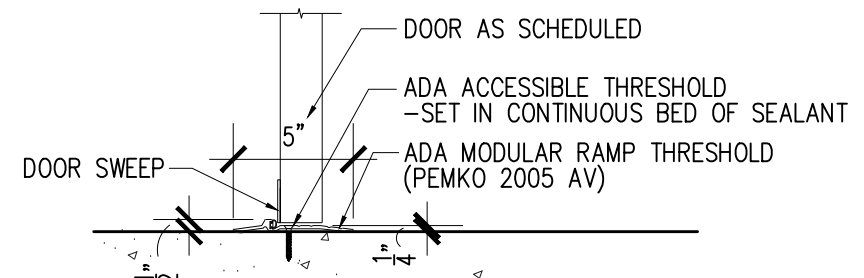 DOOR AS SCHEDULED
ADA ACCESSIBLE THRESHOLD
-SET IN CONTINUOUS BED OF SEALANT
5"
ADA MODULAR RAMP THRESHOLD
(PEMKO 2005 AV)
DOOR SWEEP
1/4"